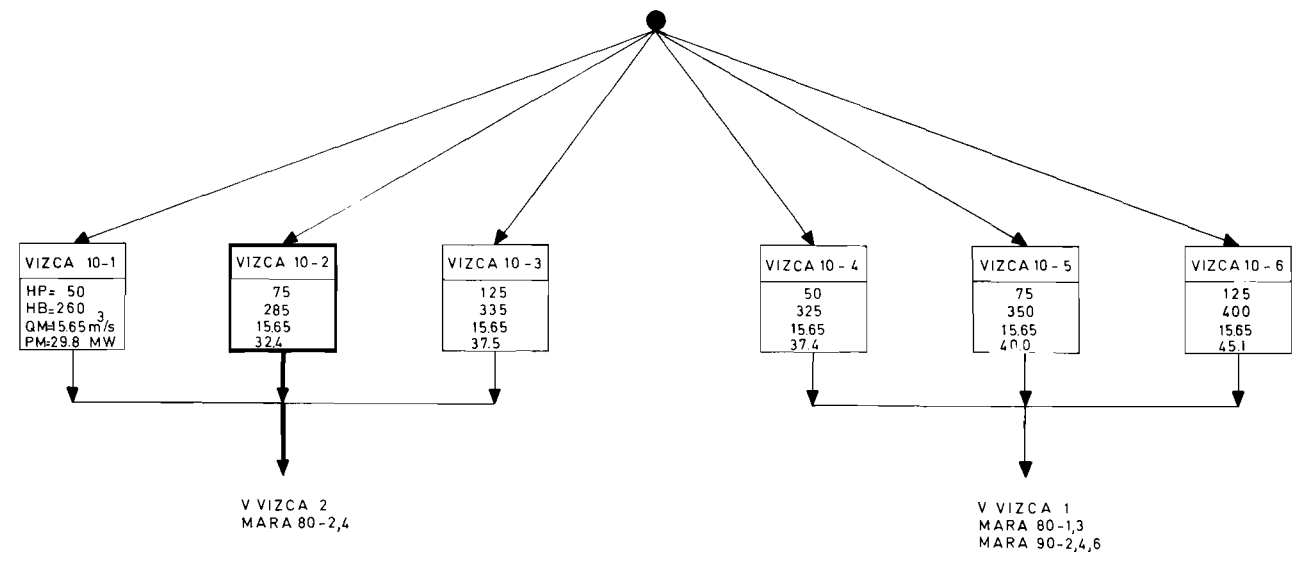 VIZCA 10-1
HP= 50
HB=260
QM=15.65 m³/s
PM=29.8 MW
VIZCA 10-2
75
285
15.65
32.4
VIZCA 10-3
125
335
15.65
37.5
VIZCA 10-4
50
325
15.65
37.4
VIZCA 10-5
75
350
15.65
40.0
VIZCA 10-6
125
400
15.65
45.1
V VIZCA 2
MARA 80-2,4
V VIZCA 1
MARA 80-1,3
MARA 90-2,4,6